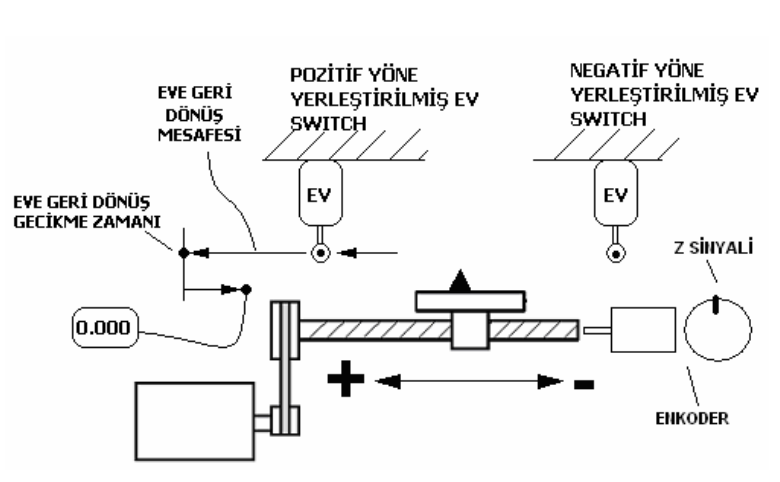 POZİTİF YÖNE
YERLEŞTİRİLMİŞ EV
SWITCH
NEGATİF YÖNE
YERLEŞTİRİLMİŞ EV
SWITCH
EVE GERİ
DÖNÜŞ
MESAFESİ
EVE GERİ DÖNÜŞ
GECİKME ZAMANI
EV
EV
Z SİNYALİ
0.000
+
-
ENKODER